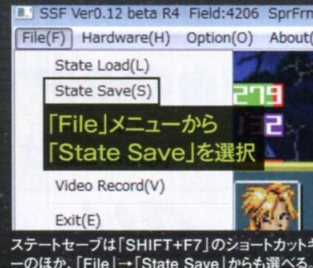 SSF Ver0.12 beta R4 Field:4206 SprFrn
File(F) Hardware(H) Option(O) About(
State Load(L)
State Save(S)
279
32
「File」メニューから
「State Save」を選択
Video Record(V)
Exit(E)
ステートセーブは「SHIFT+F7」のショートカットキ
ーのほか、「File」→「State Save」からも選べる。